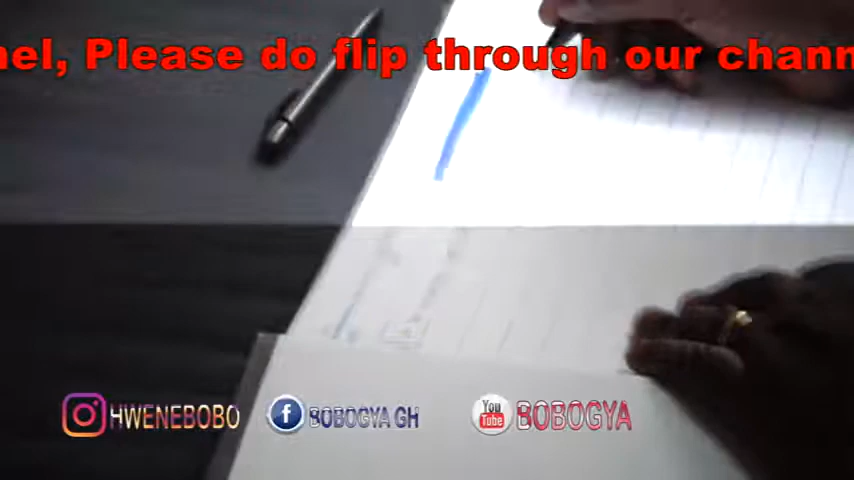 nel, Please do flip through our chann
HWENEBOBO
f BOBOGYA GH
You Tube BOBOGYA